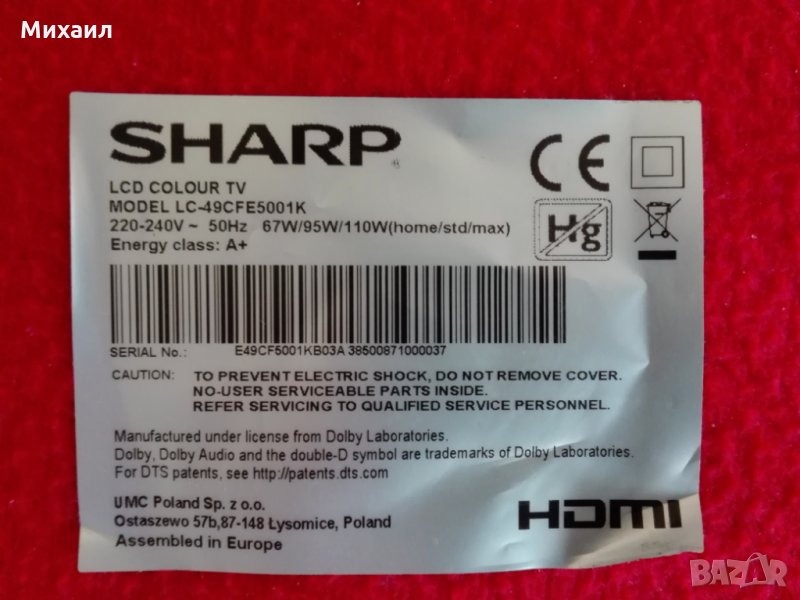 Михаил
SHARP®
LCD COLOUR TV
MODEL LC-49CFE5001K
220-240V ~ 50Hz 67W/95W/110W(home/std/max)
Energy class: A+
CE
Hg
SERIAL No.: E49CF5001KB03A 38500871000037
CAUTION: TO PREVENT ELECTRIC SHOCK, DO NOT REMOVE COVER.
NO-USER SERVICEABLE PARTS INSIDE.
REFER SERVICING TO QUALIFIED SERVICE PERSONNEL.
Manufactured under license from Dolby Laboratories.
Dolby, Dolby Audio and the double-D symbol are trademarks of Dolby Laboratories.
For DTS patents, see http://patents.dts.com
UMC Poland Sp. z o.o.
Ostaszewo 57b,87-148 Łysomice, Poland
Assembled in Europe
HDMI
BAZAR